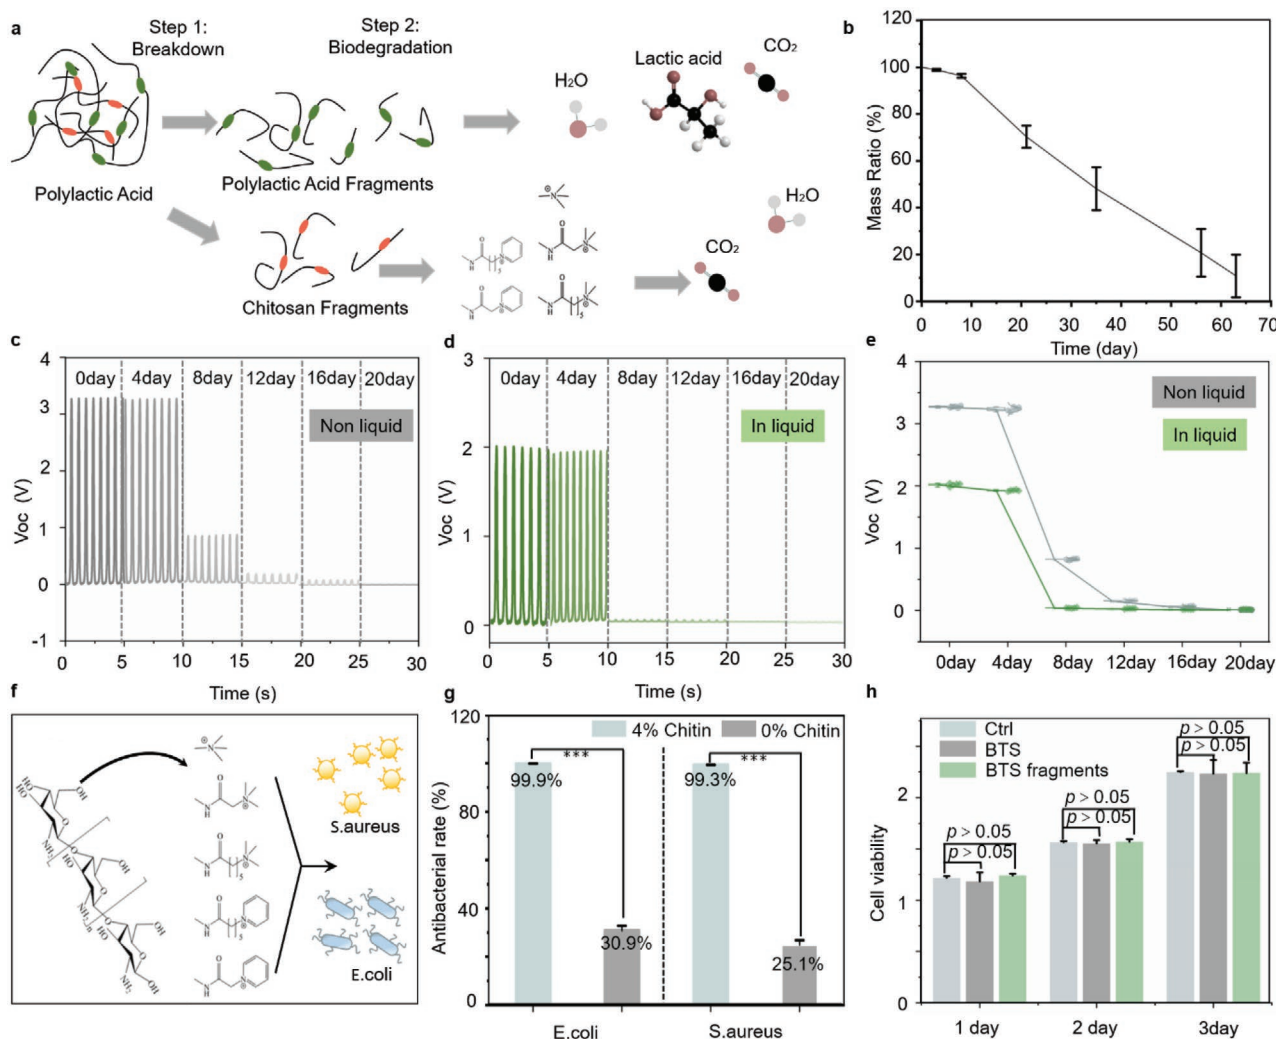 a
Step 1:
Breakdown
Step 2:
Biodegradation
Polylactic Acid
Polylactic Acid Fragments
Chitosan Fragments
H2O
Lactic acid
CO2
CO2
H2O
b
Mass Ratio (%)
120
100
80
60
40
20
0
0 10 20 30 40 50 60 70
Time (day)
c
Voc (V)
4
3
2
1
0
-1
0day 4day 8day 12day 16day 20day
Non liquid
0 5 10 15 20 25 30
Time (s)
d
Voc (V)
3
2
1
0
0day 4day 8day 12day 16day 20day
In liquid
0 5 10 15 20 25 30
Time (s)
e
Voc (V)
4
3
2
1
0
Non liquid
In liquid
0day 4day 8day 12day 16day 20day
f
S.aureus
E.coli
g
Antibacterial rate (%)
120
80
60
40
20
0
4% Chitin 0% Chitin
*** ***
99.9% 30.9% 99.3% 25.1%
E.coli S.aureus
h
Cell viability
2
1
0
Ctrl
BTS
BTS fragments
p > 0.05
p > 0.05
p > 0.05
p > 0.05
p > 0.05
p > 0.05
1 day 2 day 3day